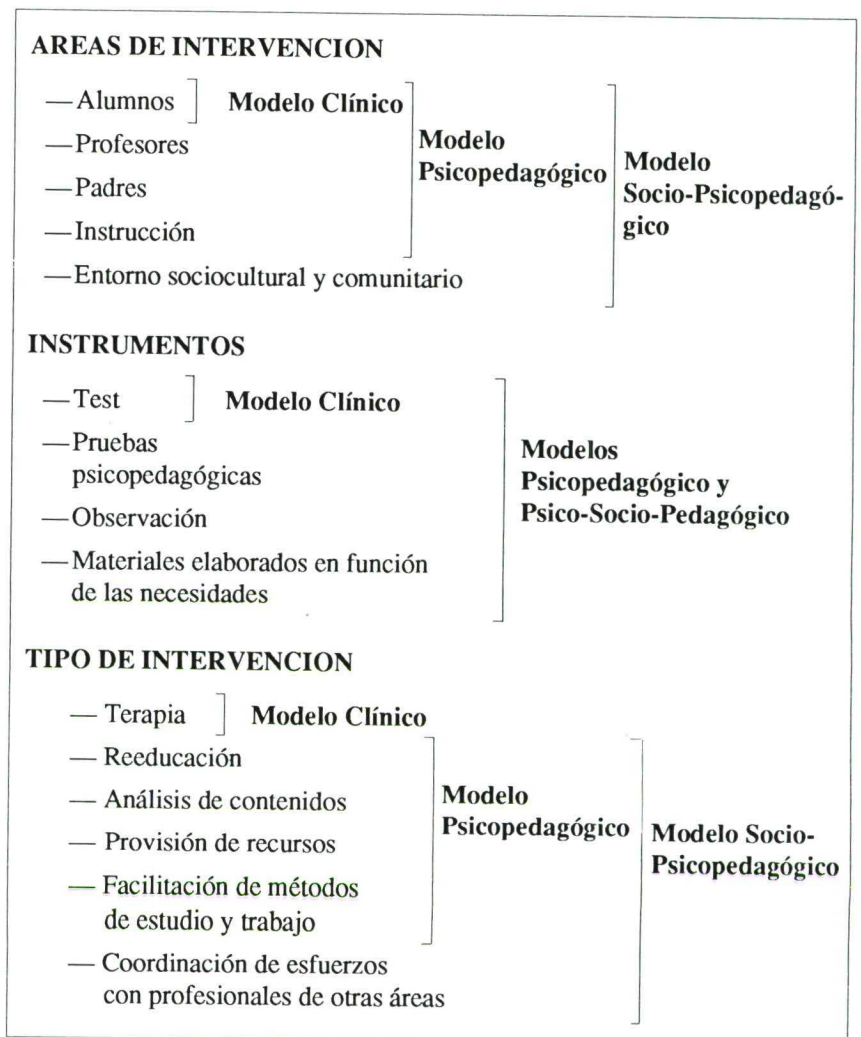 AREAS DE INTERVENCION
—Alumnos Modelo Clínico
—Profesores
—Padres
—Instrucción
—Entorno sociocultural y comunitario
Modelo
Psicopedagógico
Modelo
Socio-Psicopedagó-
gico
INSTRUMENTOS
—Test Modelo Clínico
—Pruebas
psicopedagógicas
—Observación
—Materiales elaborados en función
de las necesidades
Modelos
Psicopedagógico y
Psico-Socio-Pedagógico
TIPO DE INTERVENCION
— Terapia Modelo Clínico
— Reeducación
— Análisis de contenidos
— Provisión de recursos
— Facilitación de métodos
de estudio y trabajo
— Coordinación de esfuerzos
con profesionales de otras áreas
Modelo
Psicopedagógico
Modelo Socio-
Psicopedagógico